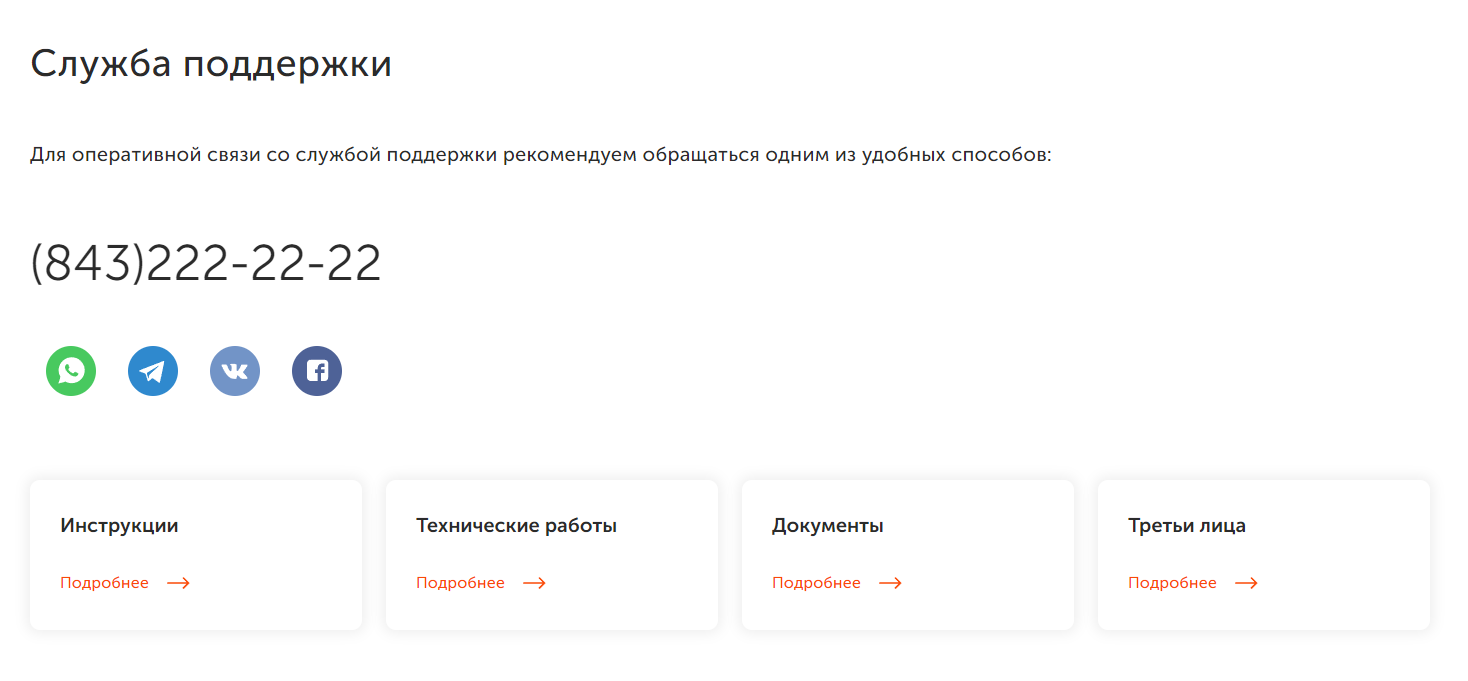 Служба поддержки
Для оперативной связи со службой поддержки рекомендуем обращаться одним из удобных способов:
(843)222-22-22
Инструкции
Технические работы
Документы
Третьи лица
Подробнее
Подробнее
Подробнее
Подробнее